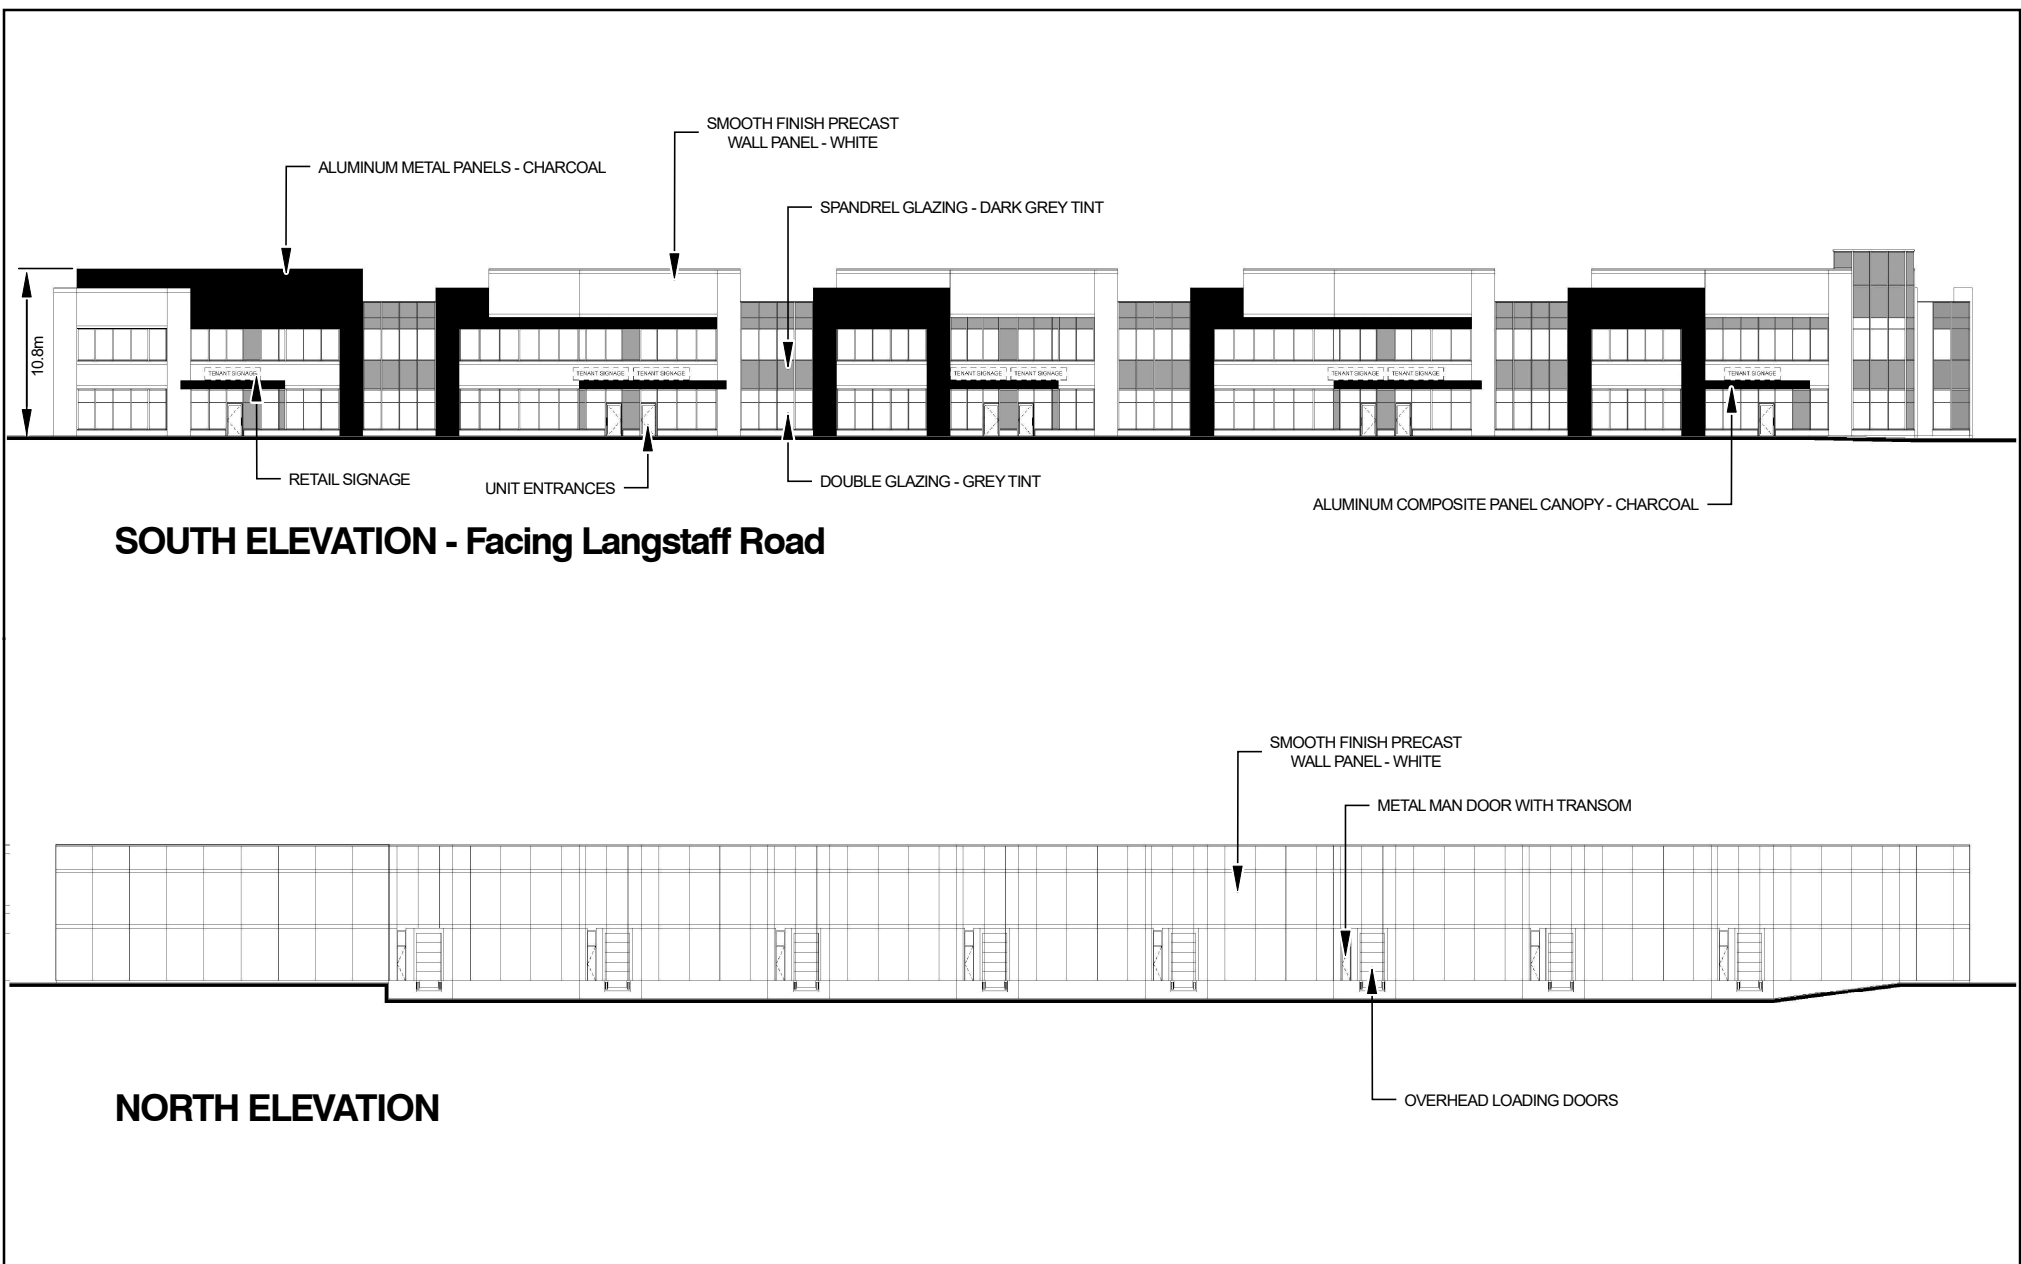 SMOOTH FINISH PRECAST
WALL PANEL - WHITE
ALUMINUM METAL PANELS - CHARCOAL
SPANDREL GLAZING - DARK GREY TINT
10.8m
TENANT SIGNAGE
TENANT SIGNAGE
TENANT SIGNAGE
TENANT SIGNAGE
TENANT SIGNAGE
TENANT SIGNAGE
TENANT SIGNAGE
TENANT SIGNAGE
RETAIL SIGNAGE
UNIT ENTRANCES
DOUBLE GLAZING - GREY TINT
ALUMINUM COMPOSITE PANEL CANOPY - CHARCOAL
SOUTH ELEVATION - Facing Langstaff Road
SMOOTH FINISH PRECAST
WALL PANEL - WHITE
METAL MAN DOOR WITH TRANSOM
OVERHEAD LOADING DOORS
NORTH ELEVATION